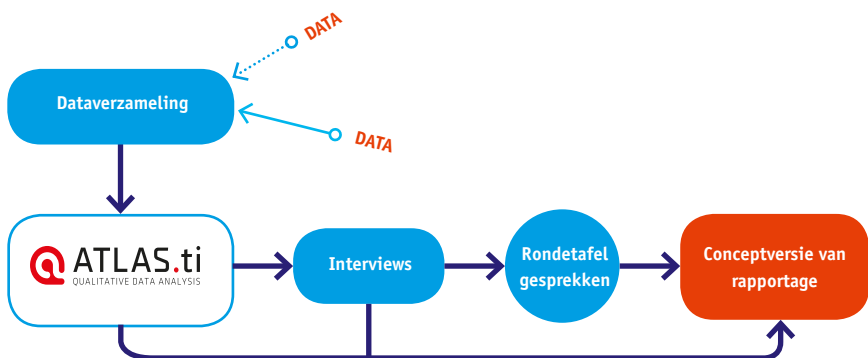 DATA
Dataverzameling
DATA
ATLAS.ti
QUALITATIVE DATA ANALYSIS
Interviews
Rondetafel
gesprekken
Conceptversie van
rapportage